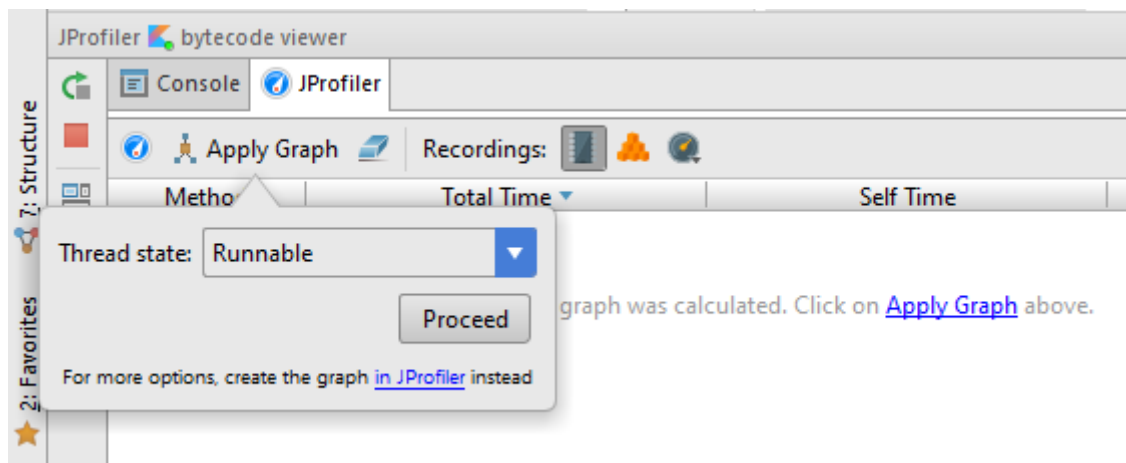 JProfiler bytecode viewer
Console JProfiler
Apply Graph Recordings:
Total Time Self Time
Thread state: Runnable
graph was calculated. Click on Apply Graph above.
Proceed
For more options, create the graph in JProfiler instead
7: Structure
2: Favorites